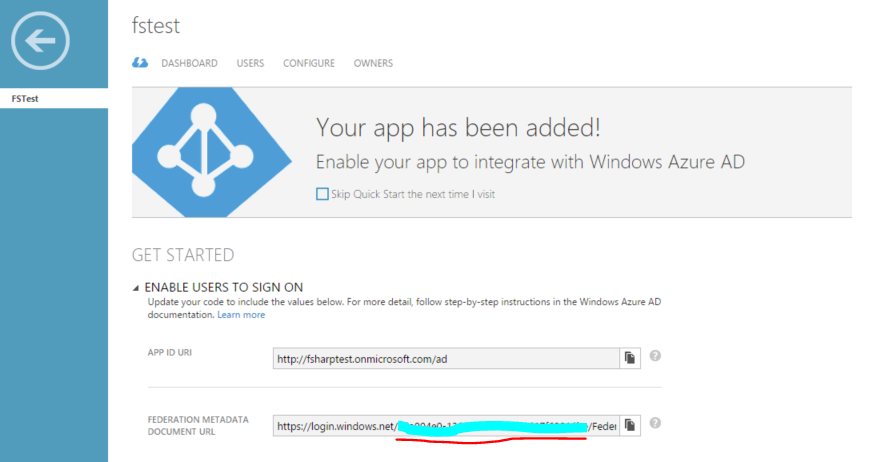 fstest
DASHBOARD USERS CONFIGURE OWNERS
FSTest
Your app has been added!
Enable your app to integrate with Windows Azure AD
Skip Quick Start the next time I visit
GET STARTED
ENABLE USERS TO SIGN ON
Update your code to include the values below. For more detail, follow step-by-step instructions in the Windows Azure AD
documentation. Learn more
APP ID URI
http://fsharptest.onmicrosoft.com/ad
?
FEDERATION METADATA
DOCUMENT URL
https://login.windows.net/ /Feder
?